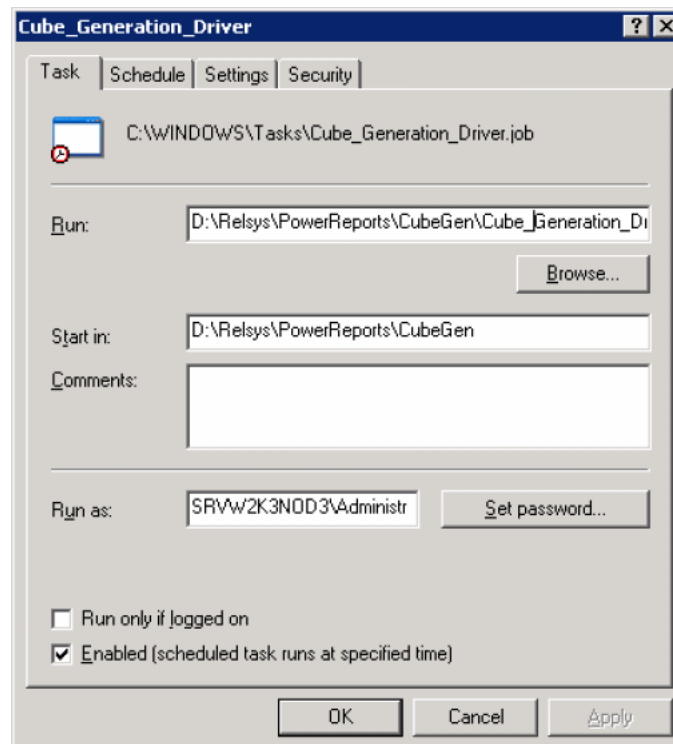 Cube_Generation_Driver
Task Schedule Settings Security
C:\WINDOWS\Tasks\Cube_Generation_Driver.job
Run: D:\Relsys\PowerReports\CubeGen\Cube_Generation_Dr
Browse...
Start in: D:\Relsys\PowerReports\CubeGen
Comments:
Run as: SRVW2K3NOD3\Administr Set password...
Run only if logged on
Enabled (scheduled task runs at specified time)
OK Cancel Apply